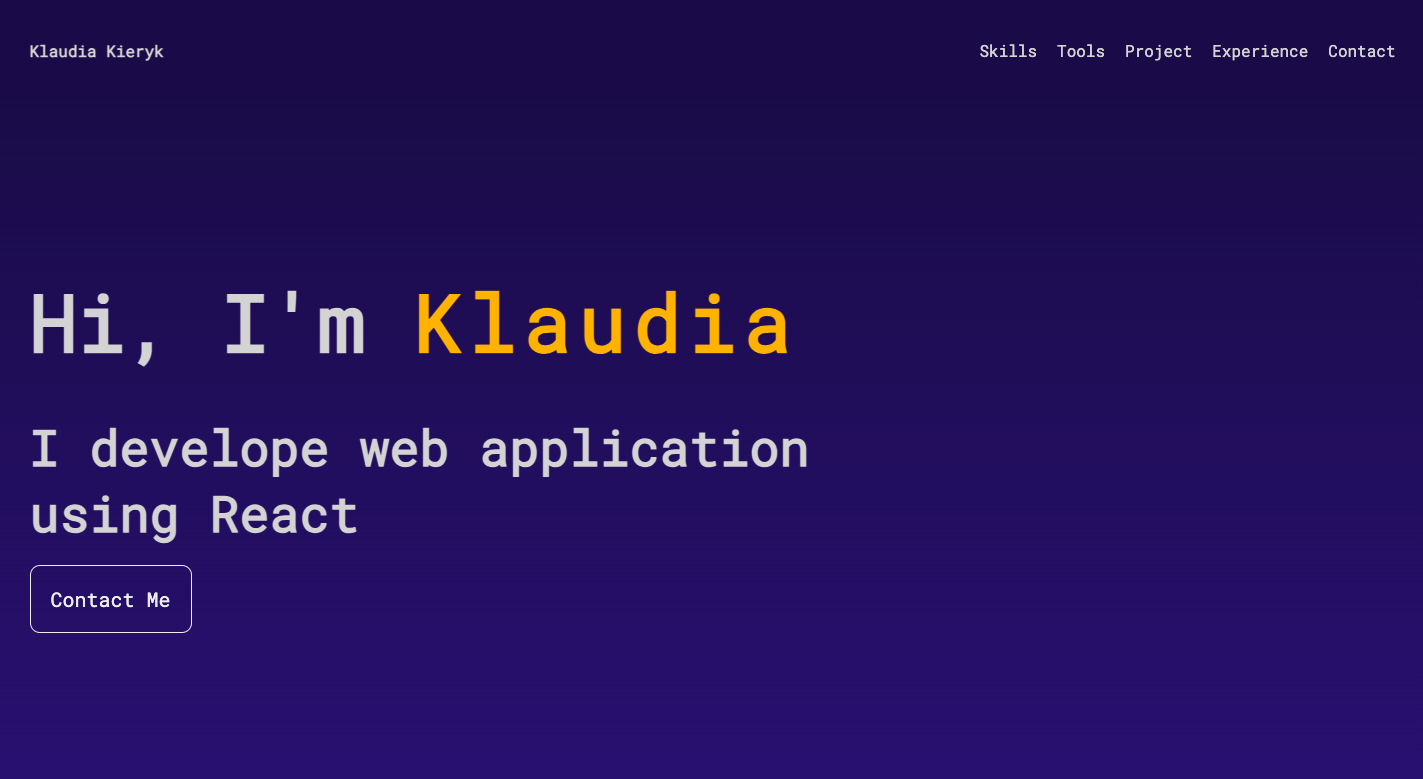 Klaudia Kieryk
Skills Tools Project Experience Contact
Hi, I'm Klaudia
I develope web application
using React
Contact Me